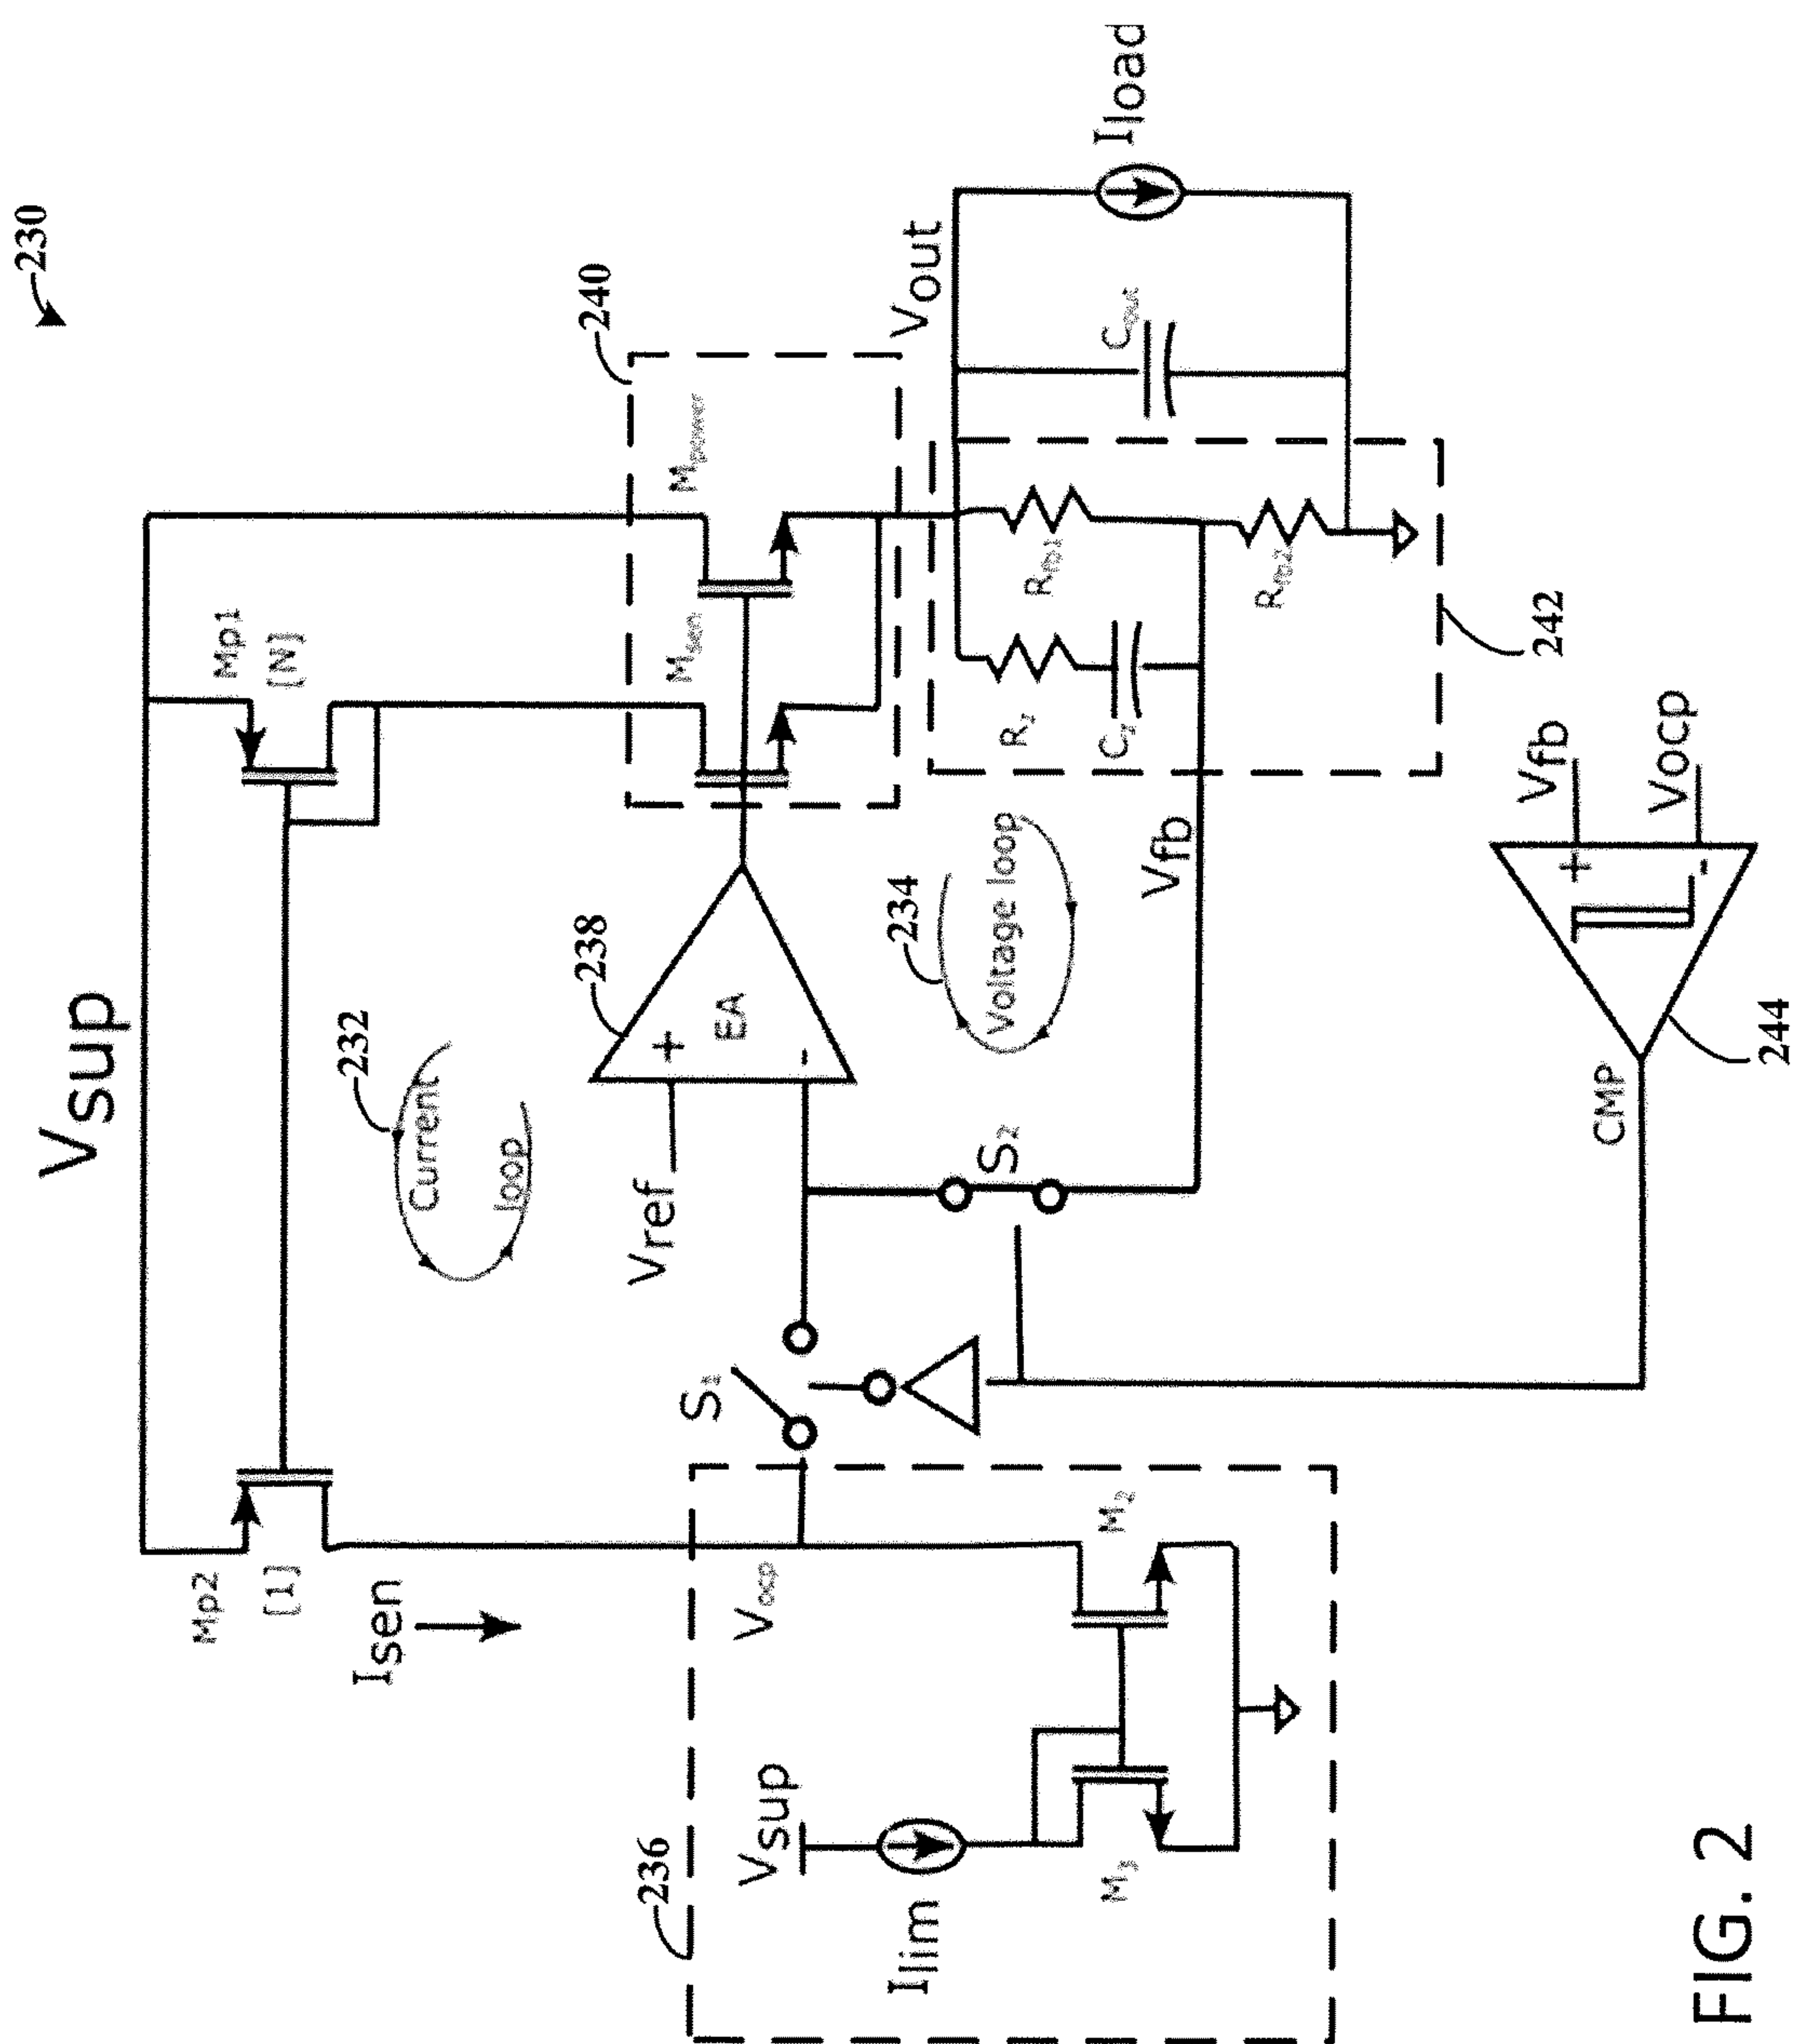 230
Vsup
Mp2
[1]
Mp1
[N]
Isen
232
Current
loop
240
Msen
Mpower
238
+
EA
-
Vref
Vout
234
Voltage loop
Vfb
S1
S2
Rz
Cz
Rfb1
Rfb2
Cout
Iload
242
236
Vocp
Vsup
Ilim
M3
M2
Vfb
Vocp
+
-
CMP
244
FIG. 2